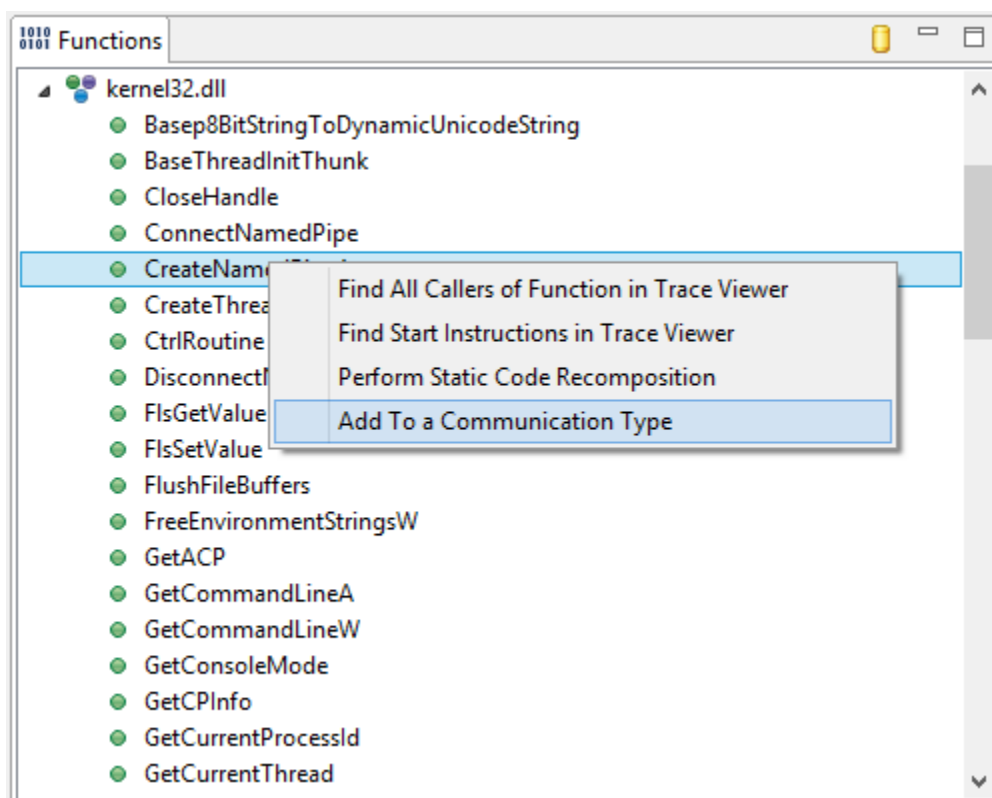 1010
0101 Functions
kernel32.dll
Basep8BitStringToDynamicUnicodeString
BaseThreadInitThunk
CloseHandle
ConnectNamedPipe
Find All Callers of Function in Trace Viewer
Find Start Instructions in Trace Viewer
CtrlRoutine
Perform Static Code Recomposition
FlsGetValue
Add To a Communication Type
FlsSetValue
FlushFileBuffers
FreeEnvironmentStringsW
GetACP
GetCommandLineA
GetCommandLineW
GetConsoleMode
GetCPInfo
GetCurrentProcessId
GetCurrentThread